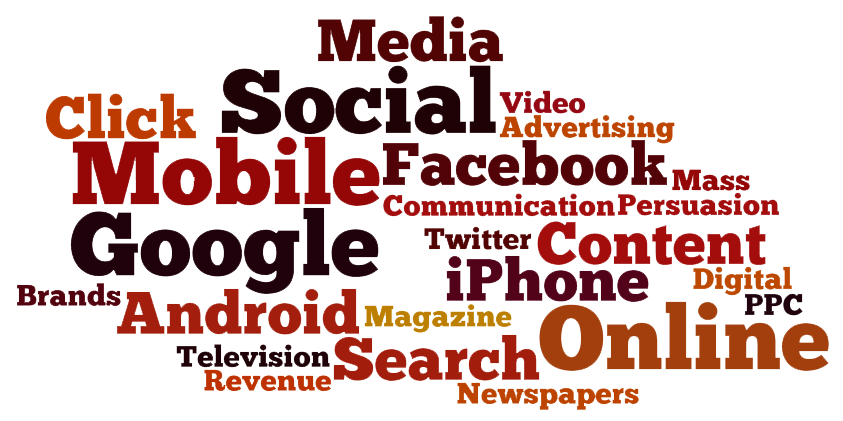 Media
Social
Video
Click
Advertising
Mobile
Facebook
Mass
Communication
Persuasion
Google
Twitter
Content
iPhone
Digital
Brands
PPC
Android
Magazine
Online
Television
Search
Revenue
Newspapers